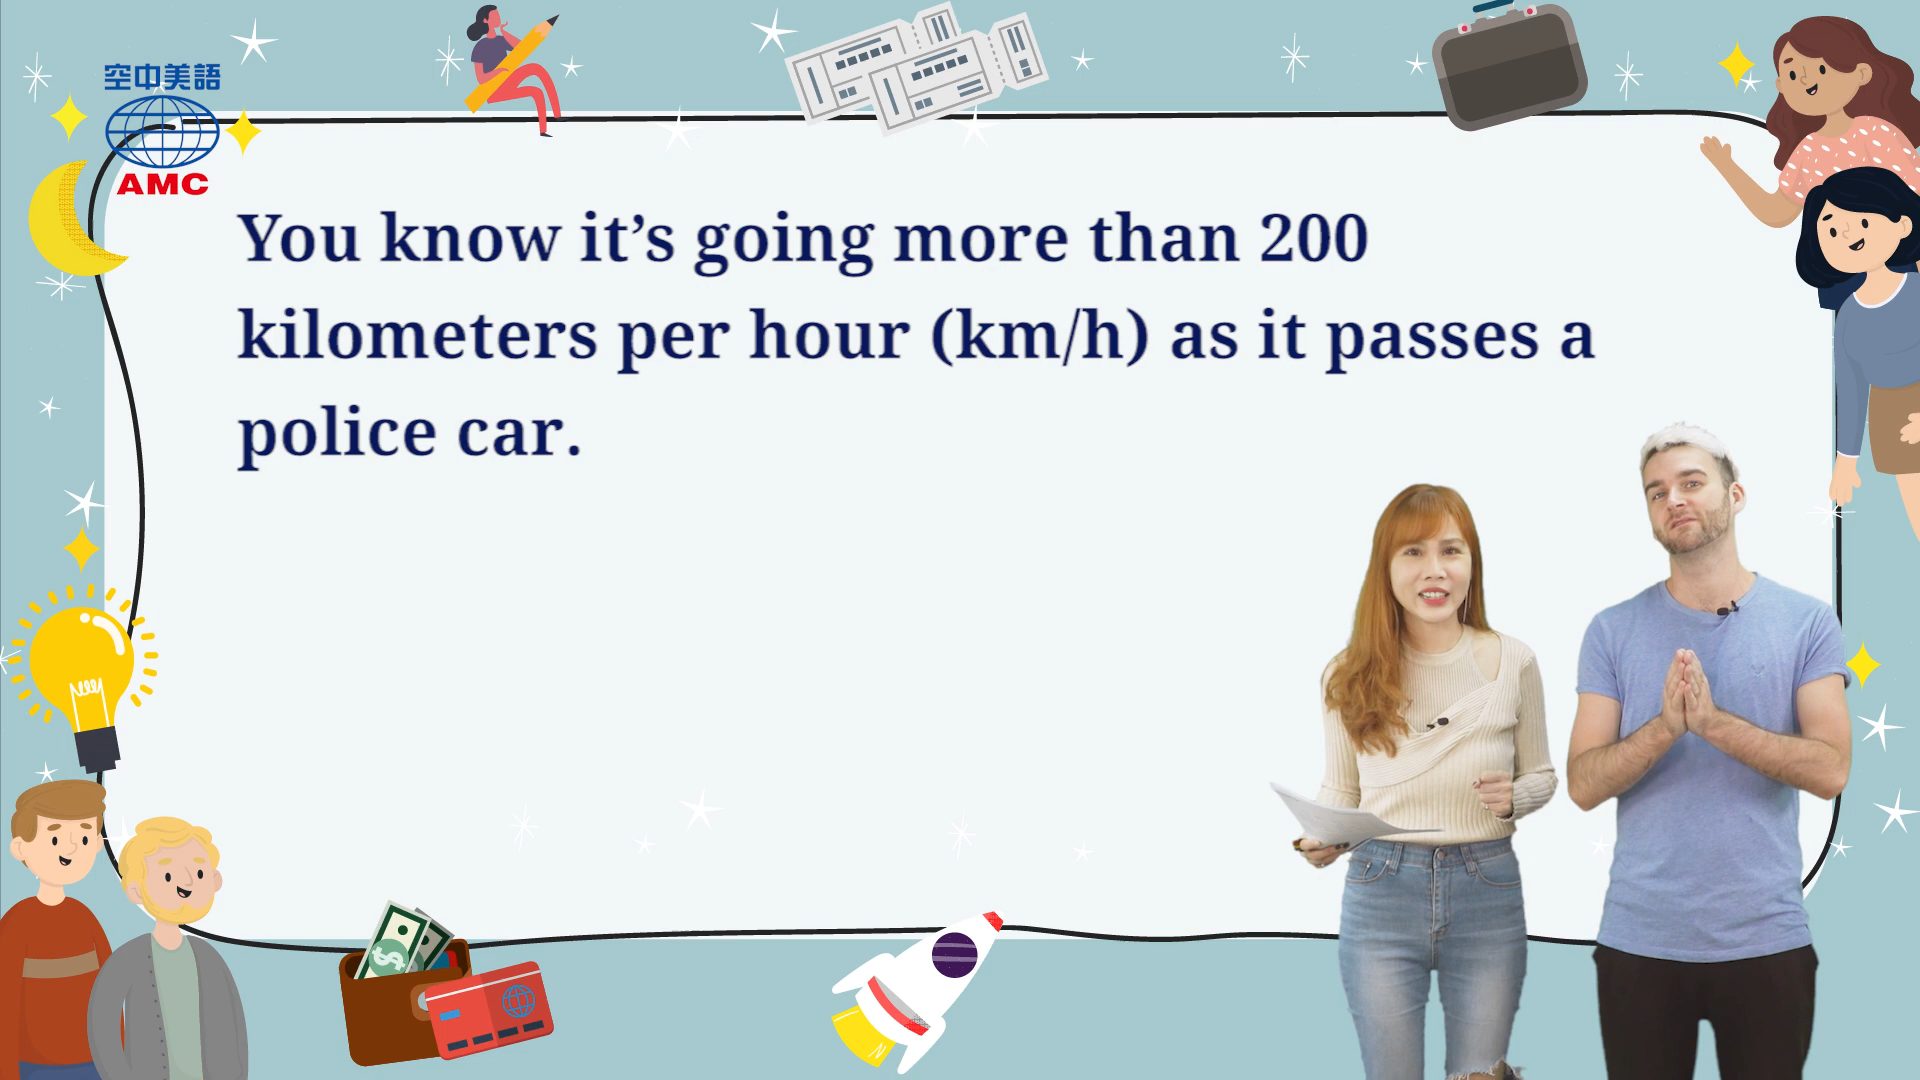 空中美語
AMC
You know it’s going more than 200
kilometers per hour (km/h) as it passes a
police car.